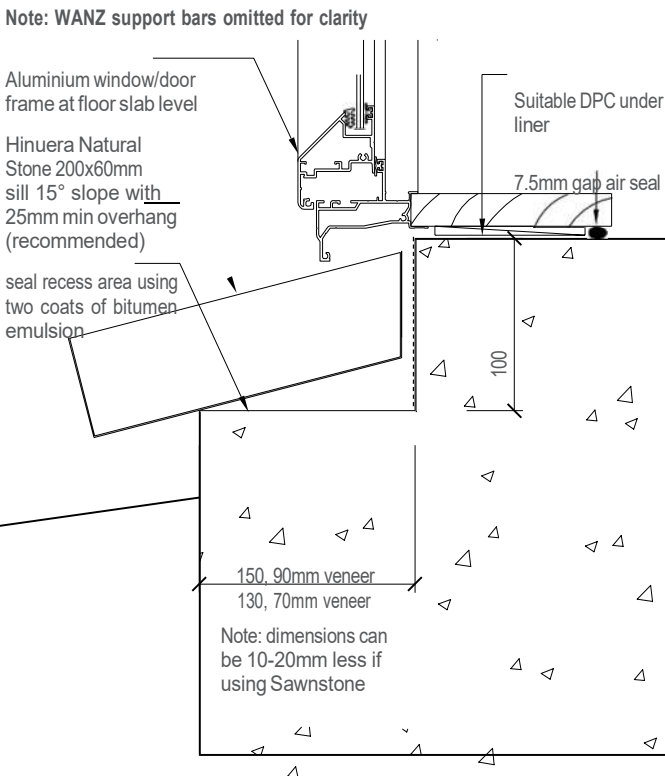 Note: WANZ support bars omitted for clarity
Aluminium window/door
frame at floor slab level
Hinuera Natural
Stone 200x60mm
sill 15° slope with
25mm min overhang
(recommended)
seal recess area using
two coats of bitumen
emulsion
Suitable DPC under
liner
7.5mm gap air seal
100
150, 90mm veneer
130, 70mm veneer
Note: dimensions can
be 10-20mm less if
using Sawnstone